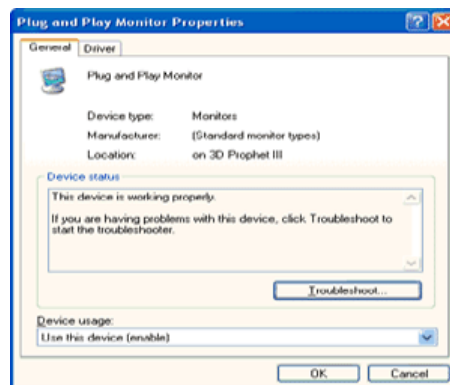 Plug and Play Monitor Properties
General Driver
Plug and Play Monitor
Device type: Monitors
Manufacturer: (Standard monitor types)
Location: on 3D Prophet III
Device status
This device is working properly.
If you are having problems with this device, click Troubleshoot to
start the troubleshooter.
Troubleshoot...
Device usage:
Use this device (enable)
OK Cancel